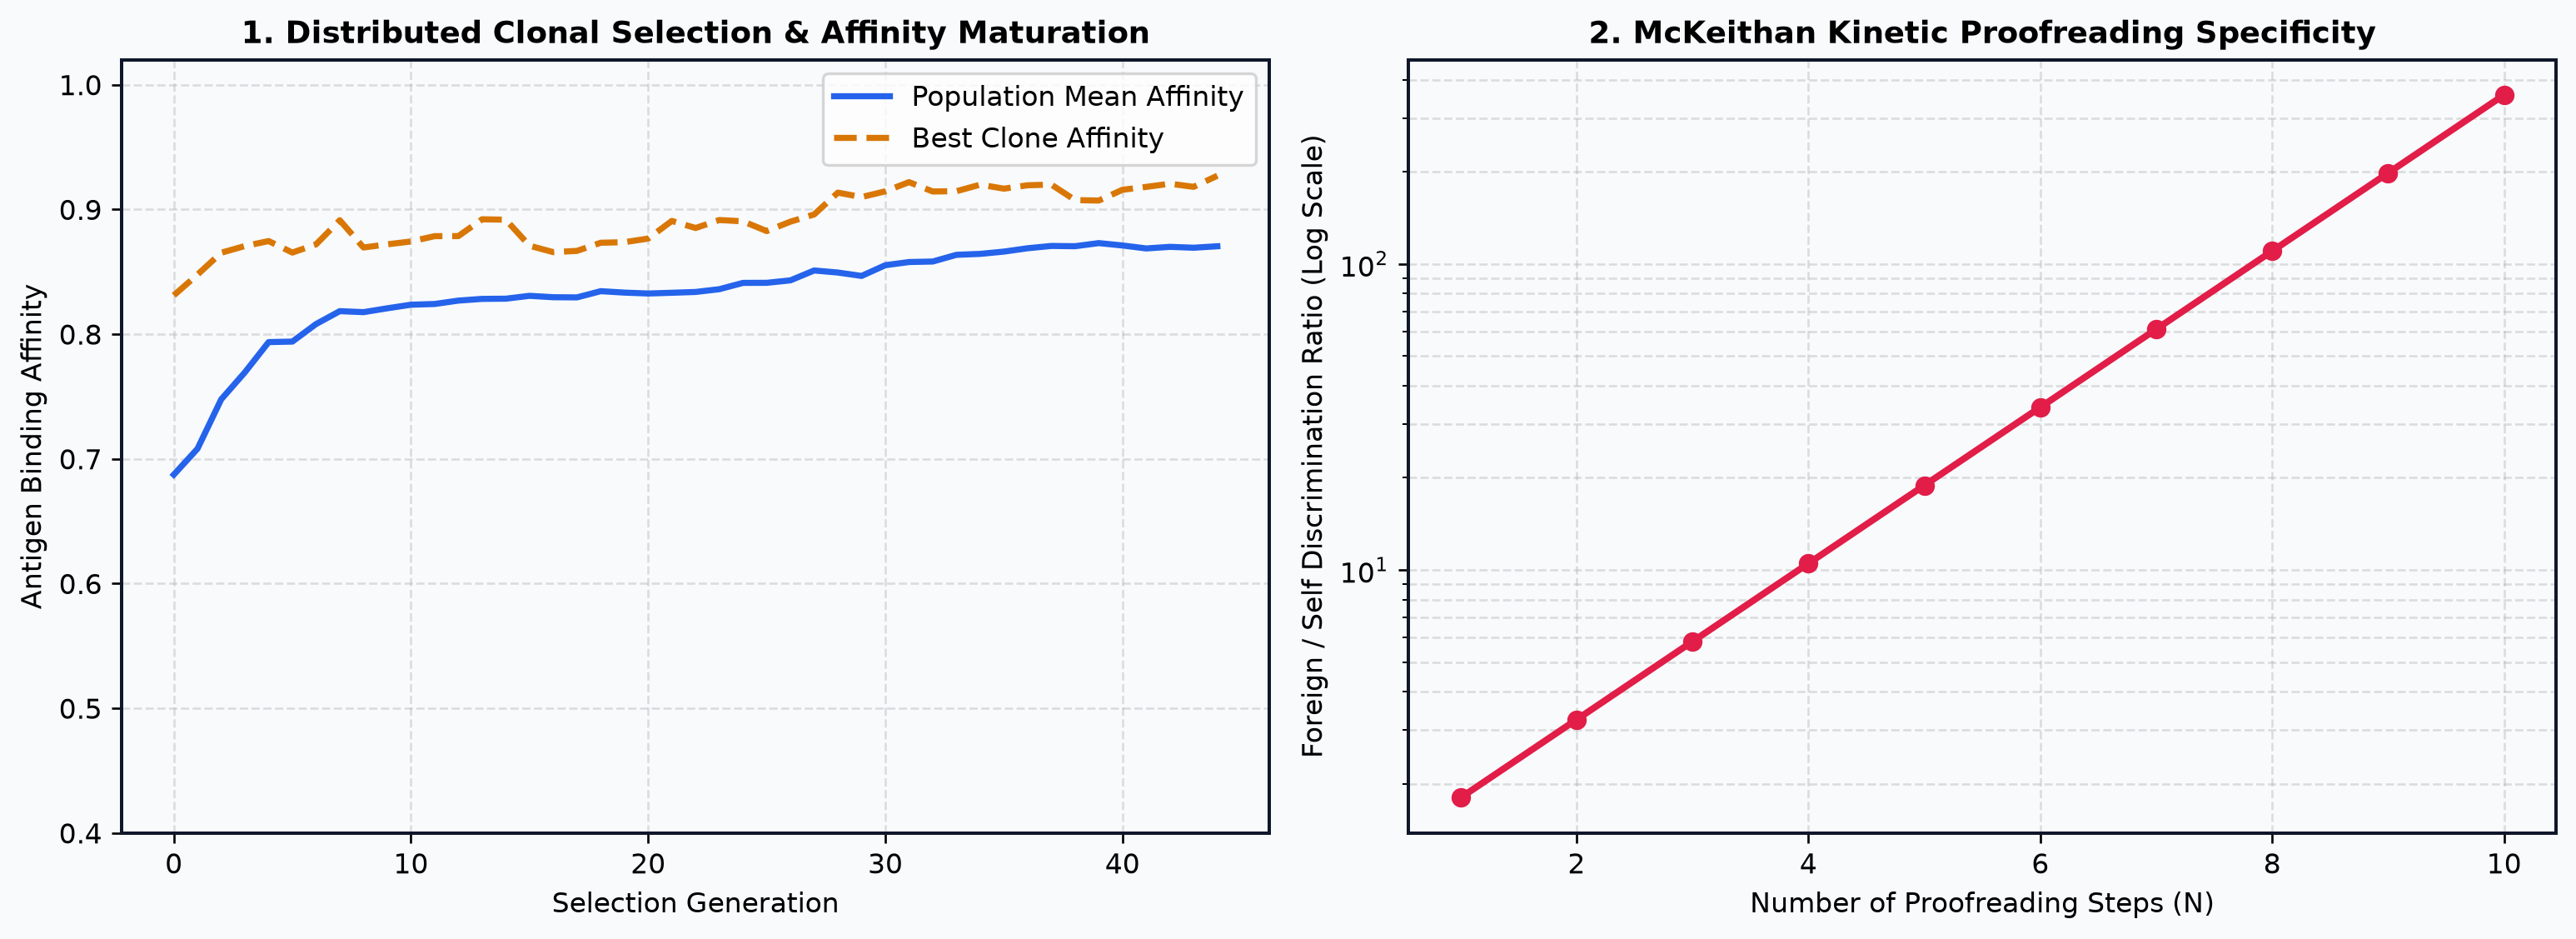 1. Distributed Clonal Selection & Affinity Maturation
Antigen Binding Affinity
1.0
0.9
0.8
0.7
0.6
0.5
0.4
0 10 20 30 40
Selection Generation
Population Mean Affinity
Best Clone Affinity
2. McKeithan Kinetic Proofreading Specificity
Foreign / Self Discrimination Ratio (Log Scale)
10²
10¹
2 4 6 8 10
Number of Proofreading Steps (N)